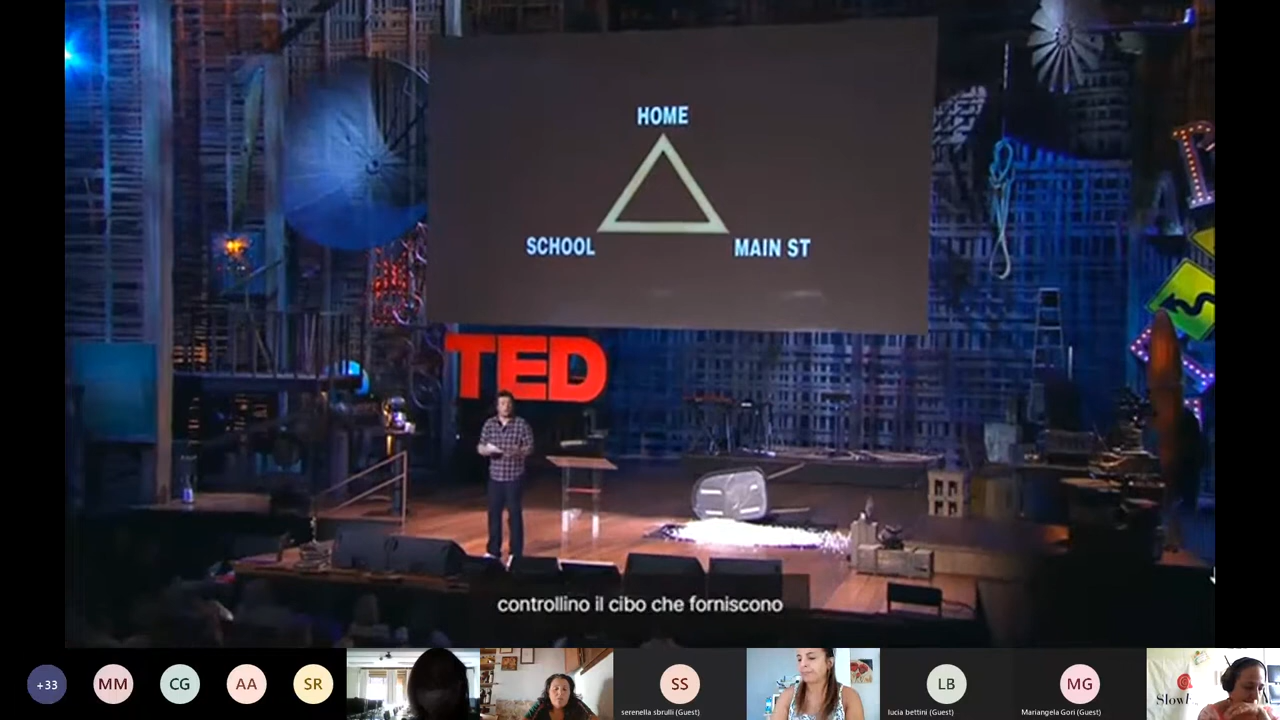 HOME
SCHOOL
MAIN ST
TED
controllino il cibo che forniscono
+33
MM
CG
AA
SR
SS
serenella sbrulli (Guest)
LB
lucia bettini (Guest)
MG
Mariangela Gori (Guest)